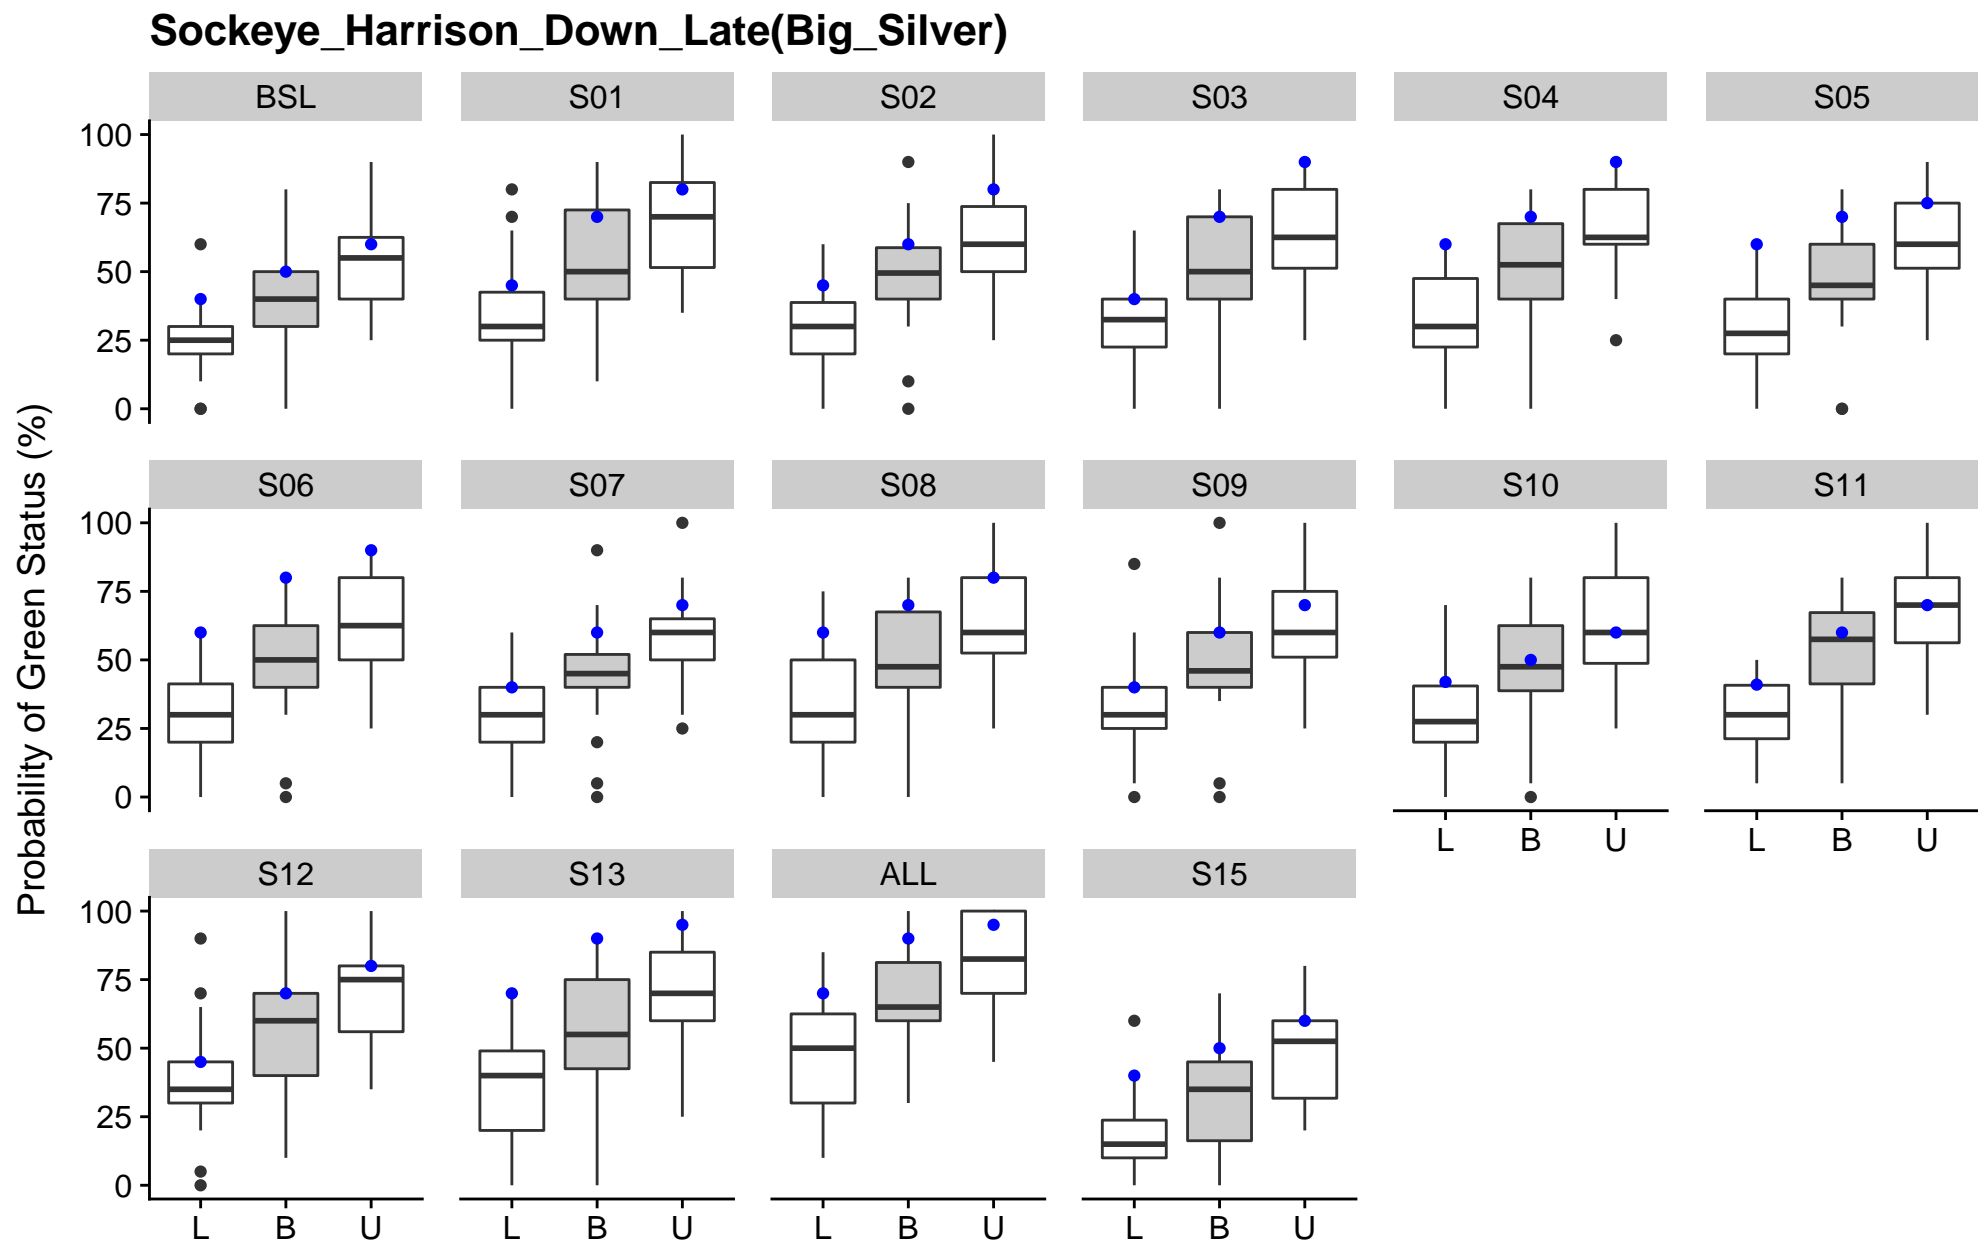 Sockeye_Harrison_Down_Late(Big_Silver)
BSL S01 S02 S03 S04 S05
100
75
50
25
0
Probability of Green Status (%)
S06 S07 S08 S09 S10 S11
100
75
50
25
0
L B U L B U
S12 S13 ALL S15
100
75
50
25
0
L B U L B U L B U L B U